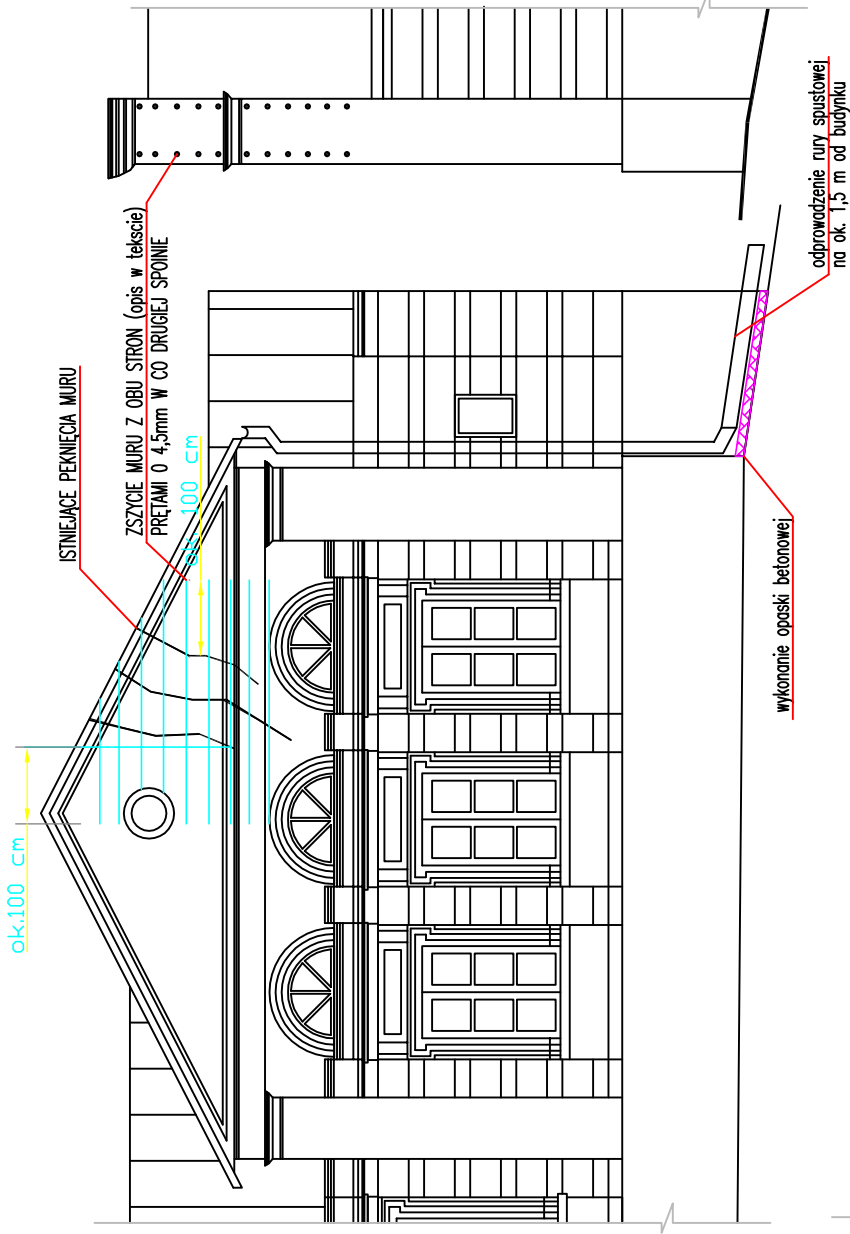 ISTNIEJĄCE PĘKNIĘCIA MURU
ZSZYCIE MURU Z OBU STRON (opis w tekscie)
PRĘTAMI O 4,5mm W CO DRUGIEJ SPOINIE
ok. 100 cm
ok.100 cm
odprowadzenie rury spustowej
na ok. 1,5 m od budynku
wykonanie opaski betonowej